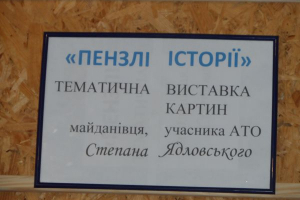 «ПЕНЗЛІ ІСТОРІЇ»
ТЕМАТИЧНА ВИСТАВКА
КАРТИН
майданівця, учасника АТО
Степана Ядловського